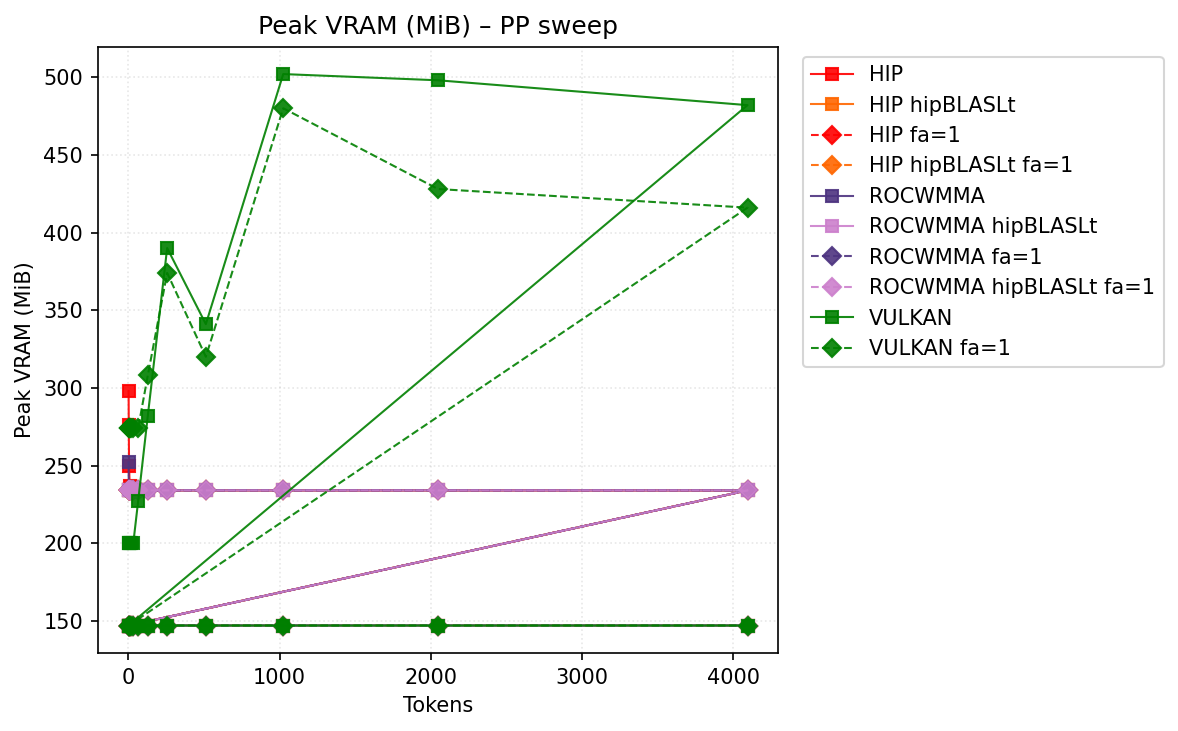 Peak VRAM (MiB) – PP sweep
Peak VRAM (MiB)
500
450
400
350
300
250
200
150
0
1000
2000
3000
4000
Tokens
HIP
HIP hipBLASLt
HIP fa=1
HIP hipBLASLt fa=1
ROCWMMA
ROCWMMA hipBLASLt
ROCWMMA fa=1
ROCWMMA hipBLASLt fa=1
VULKAN
VULKAN fa=1